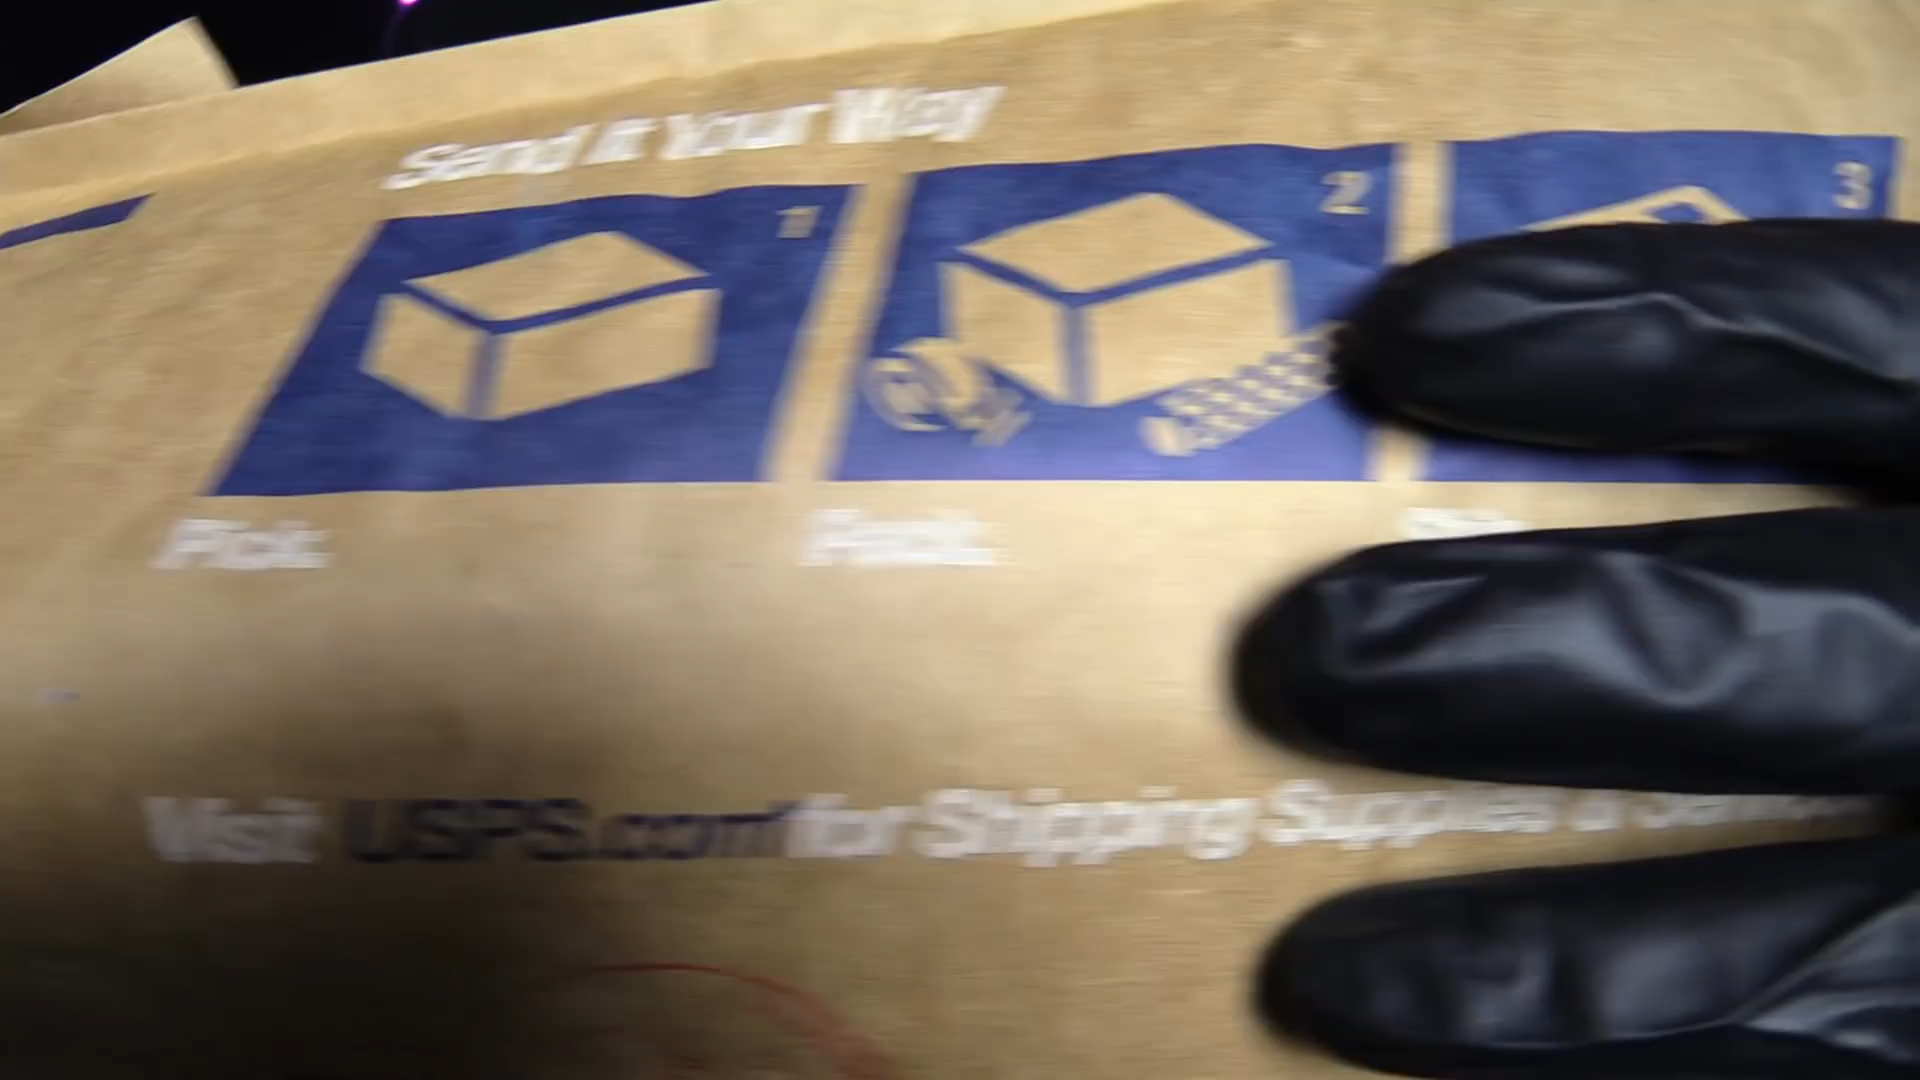 Send It Your Way
1 2 3
Pick. Pack.
Visit USPS.com® for Shipping Supplies &